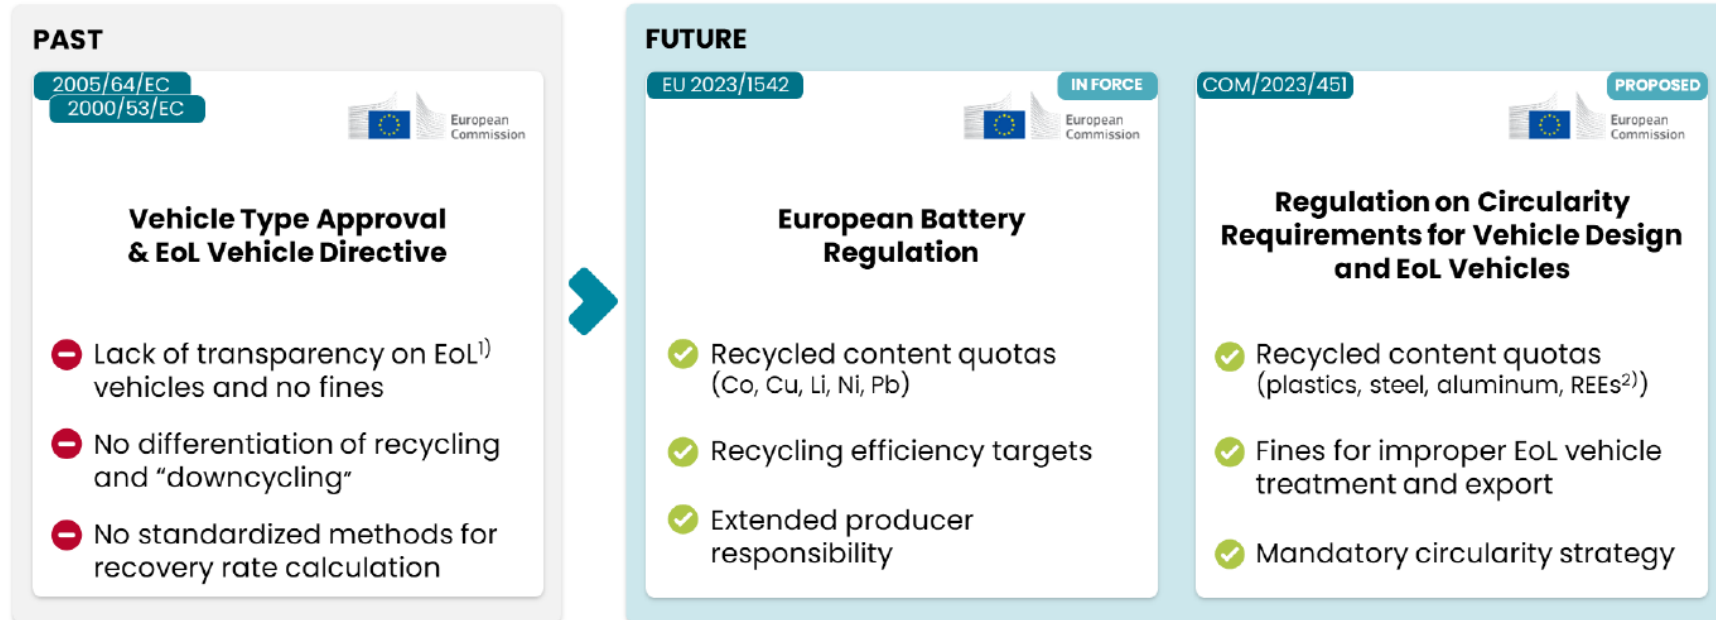 PAST
2005/64/EC
2000/53/EC
European
Commission
Vehicle Type Approval
& EoL Vehicle Directive
Lack of transparency on EoL¹⁾
vehicles and no fines
No differentiation of recycling
and “downcycling”
No standardized methods for
recovery rate calculation
FUTURE
EU 2023/1542
IN FORCE
European
Commission
European Battery
Regulation
Recycled content quotas
(Co, Cu, Li, Ni, Pb)
Recycling efficiency targets
Extended producer
responsibility
COM/2023/451
PROPOSED
European
Commission
Regulation on Circularity
Requirements for Vehicle Design
and EoL Vehicles
Recycled content quotas
(plastics, steel, aluminum, REEs²⁾)
Fines for improper EoL vehicle
treatment and export
Mandatory circularity strategy